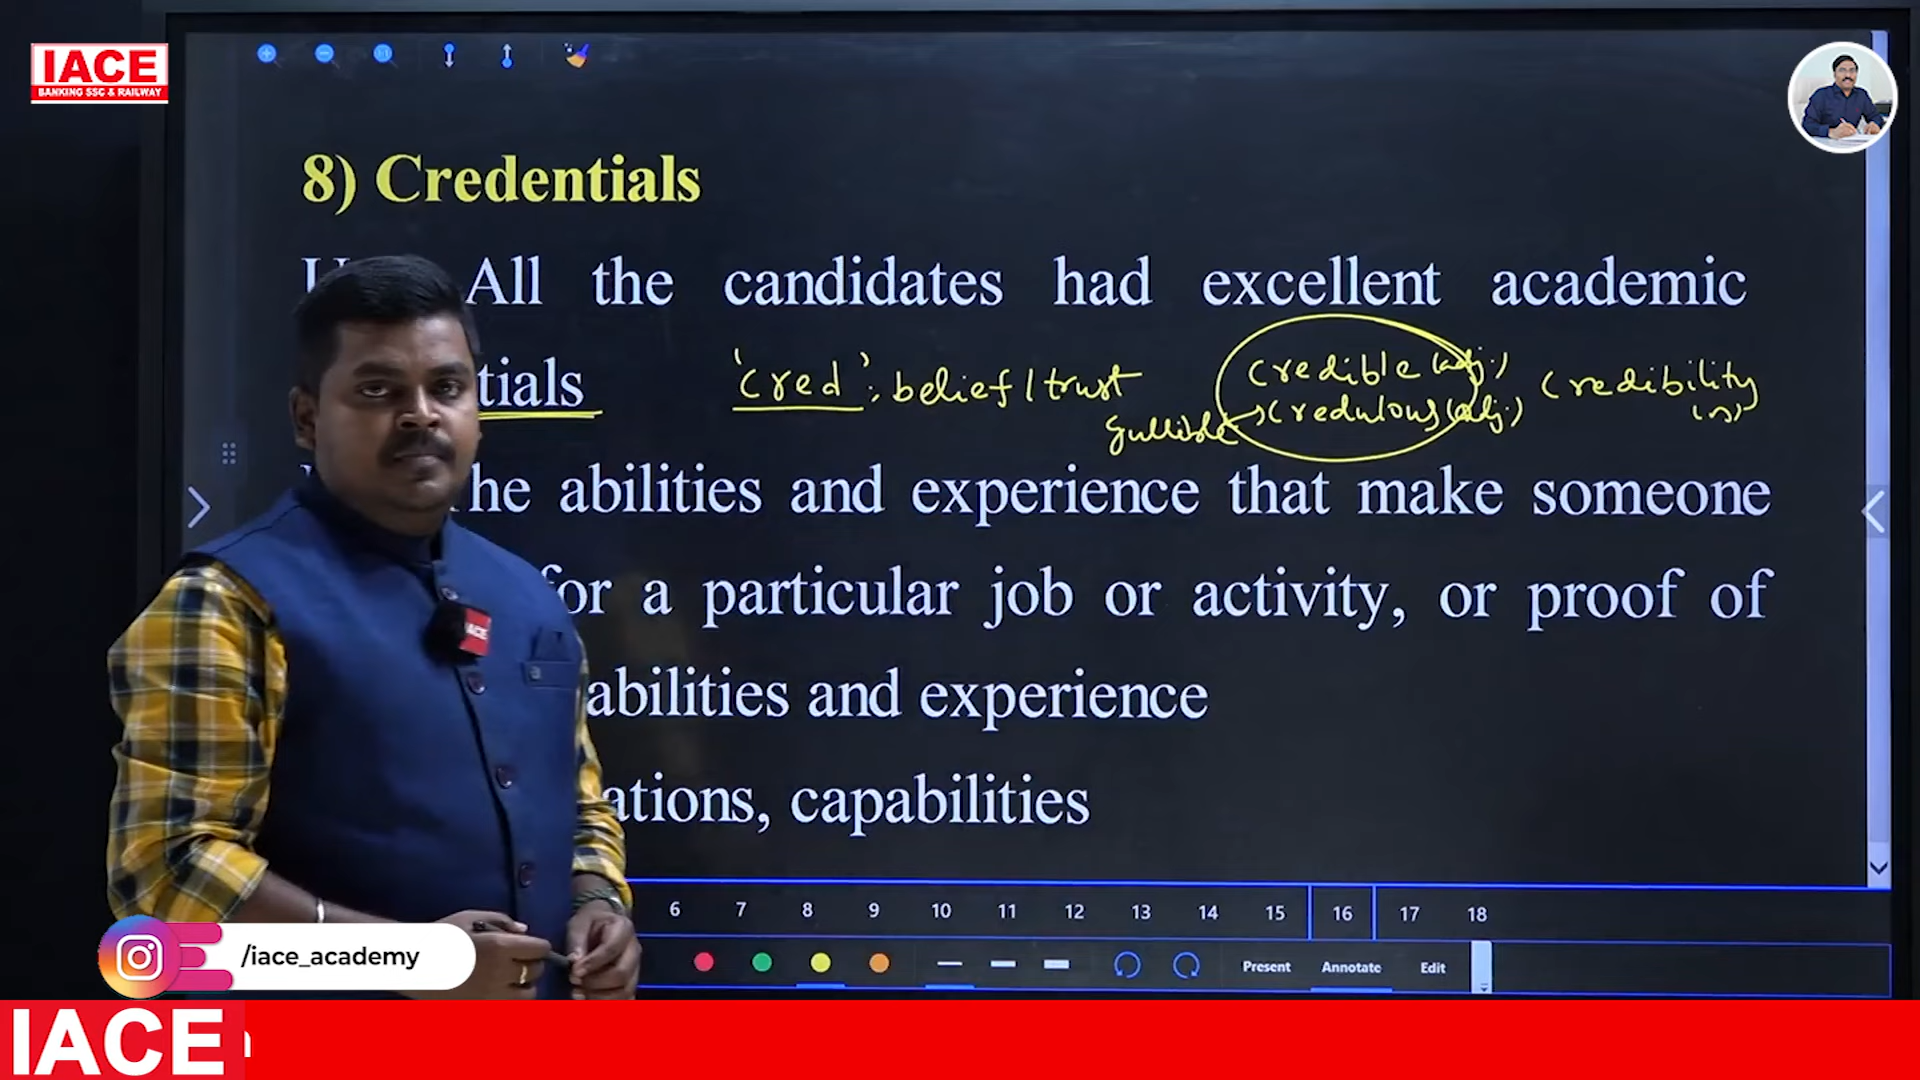 IACE
BANKING SSC & RAILWAY
8) Credentials
All the candidates had excellent academic
tials
'cred': belief/trust
credible (adj.)
credulous (adj.)
gullible
credibility
(n)
he abilities and experience that make someone
for a particular job or activity, or proof of
abilities and experience
ations, capabilities
IACE
6 7 8 9 10 11 12 13 14 15 16 17 18
Present Annotate Edit
/iace_academy
IACE